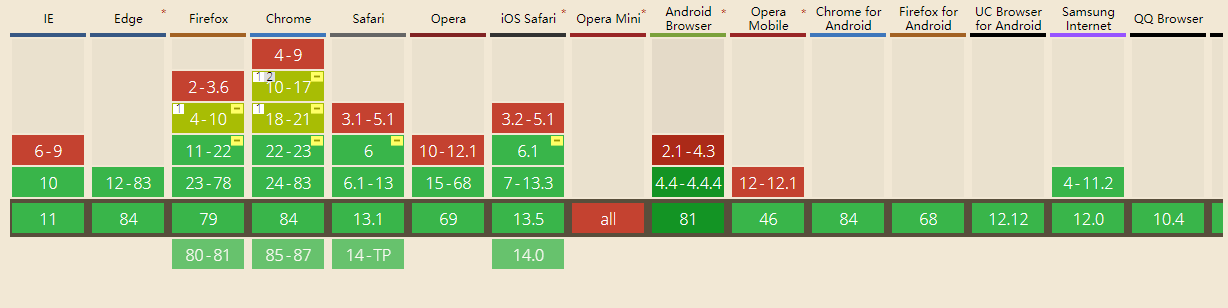 IE Edge * Firefox Chrome Safari Opera iOS Safari * Opera Mini * Android Browser * Opera Mobile * Chrome for Android Firefox for Android UC Browser for Android Samsung Internet QQ Browser
4-9
2-3.6 1 2 10-17
1 4-10 1 18-21 3.1-5.1 3.2-5.1
6-9 11-22 22-23 6 10-12.1 6.1 2.1-4.3
10 12-83 23-78 24-83 6.1-13 15-68 7-13.3 4.4-4.4.4 12-12.1 4-11.2
11 84 79 84 13.1 69 13.5 all 81 46 84 68 12.12 12.0 10.4
80-81 85-87 14-TP 14.0